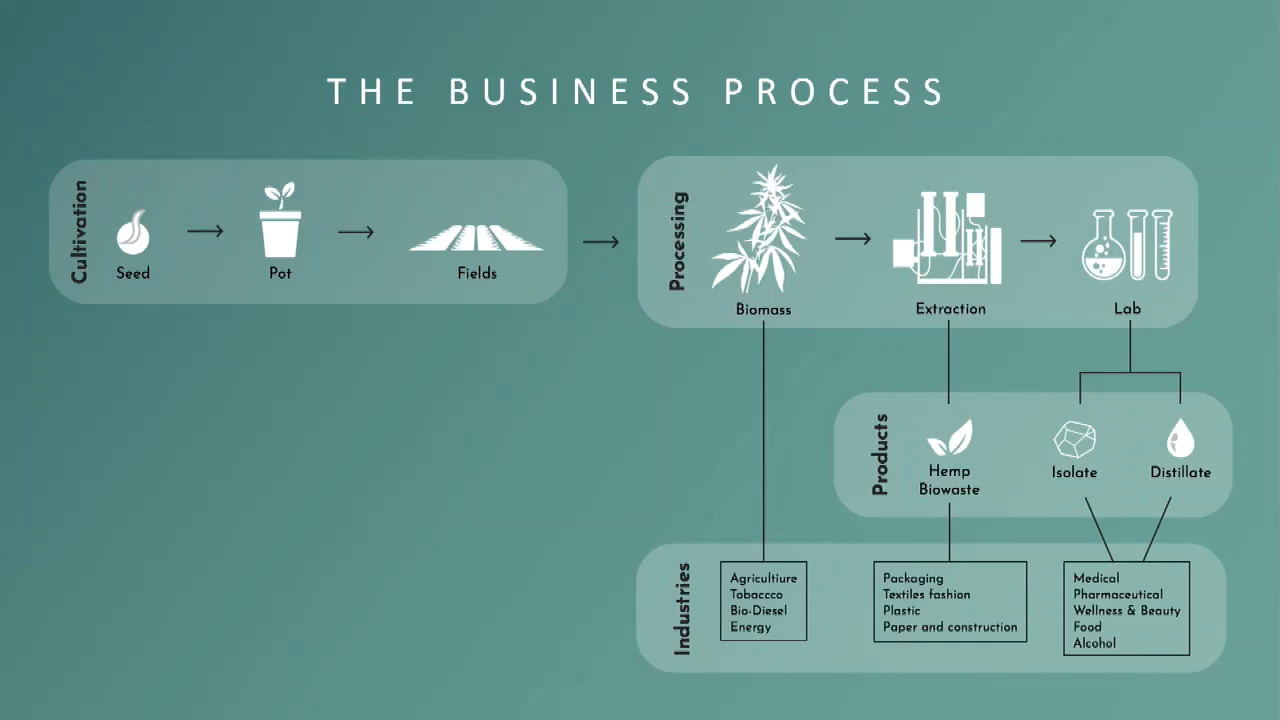 THE BUSINESS PROCESS
Cultivation
Seed
Pot
Fields
Processing
Biomass
Extraction
Lab
Products
Hemp
Biowaste
Isolate
Distillate
Industries
Agricultiure
Tobaccco
Bio-Diesel
Energy
Packaging
Textiles fashion
Plastic
Paper and construction
Medical
Pharmaceutical
Wellness & Beauty
Food
Alcohol